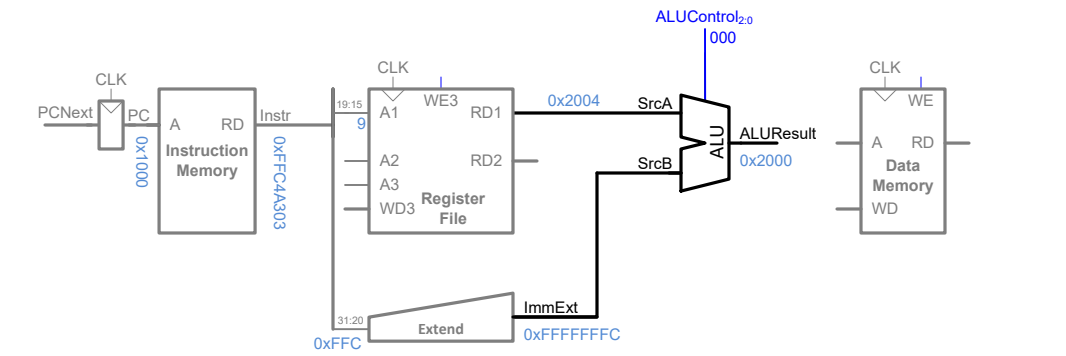 ALUControl2:0
000
CLK
CLK
CLK
PCNext
PC
A
RD
Instr
19:15
9
A1
WE3
RD1
0x2004
SrcA
WE
ALU
ALUResult
0x2000
Instruction
Memory
0x1000
0xFFC4A303
A2
RD2
SrcB
A
RD
Data
Memory
A3
WD3
Register
File
WD
31:20
0xFFC
Extend
ImmExt
0xFFFFFFFC